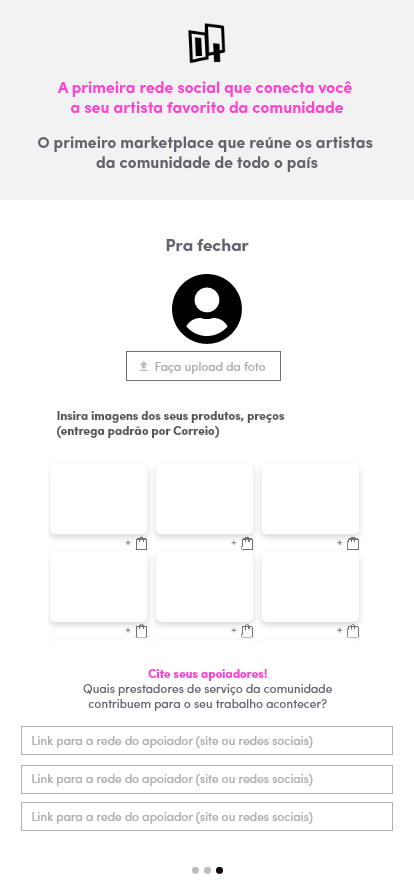 A primeira rede social que conecta você
a seu artista favorito da comunidade
O primeiro marketplace que reúne os artistas
da comunidade de todo o país
Pra fechar
Faça upload da foto
Insira imagens dos seus produtos, preços
(entrega padrão por Correio)
+ + +
+ + +
Cite seus apoiadores!
Quais prestadores de serviço da comunidade
contribuem para o seu trabalho acontecer?
Link para a rede do apoiador (site ou redes sociais)
Link para a rede do apoiador (site ou redes sociais)
Link para a rede do apoiador (site ou redes sociais)